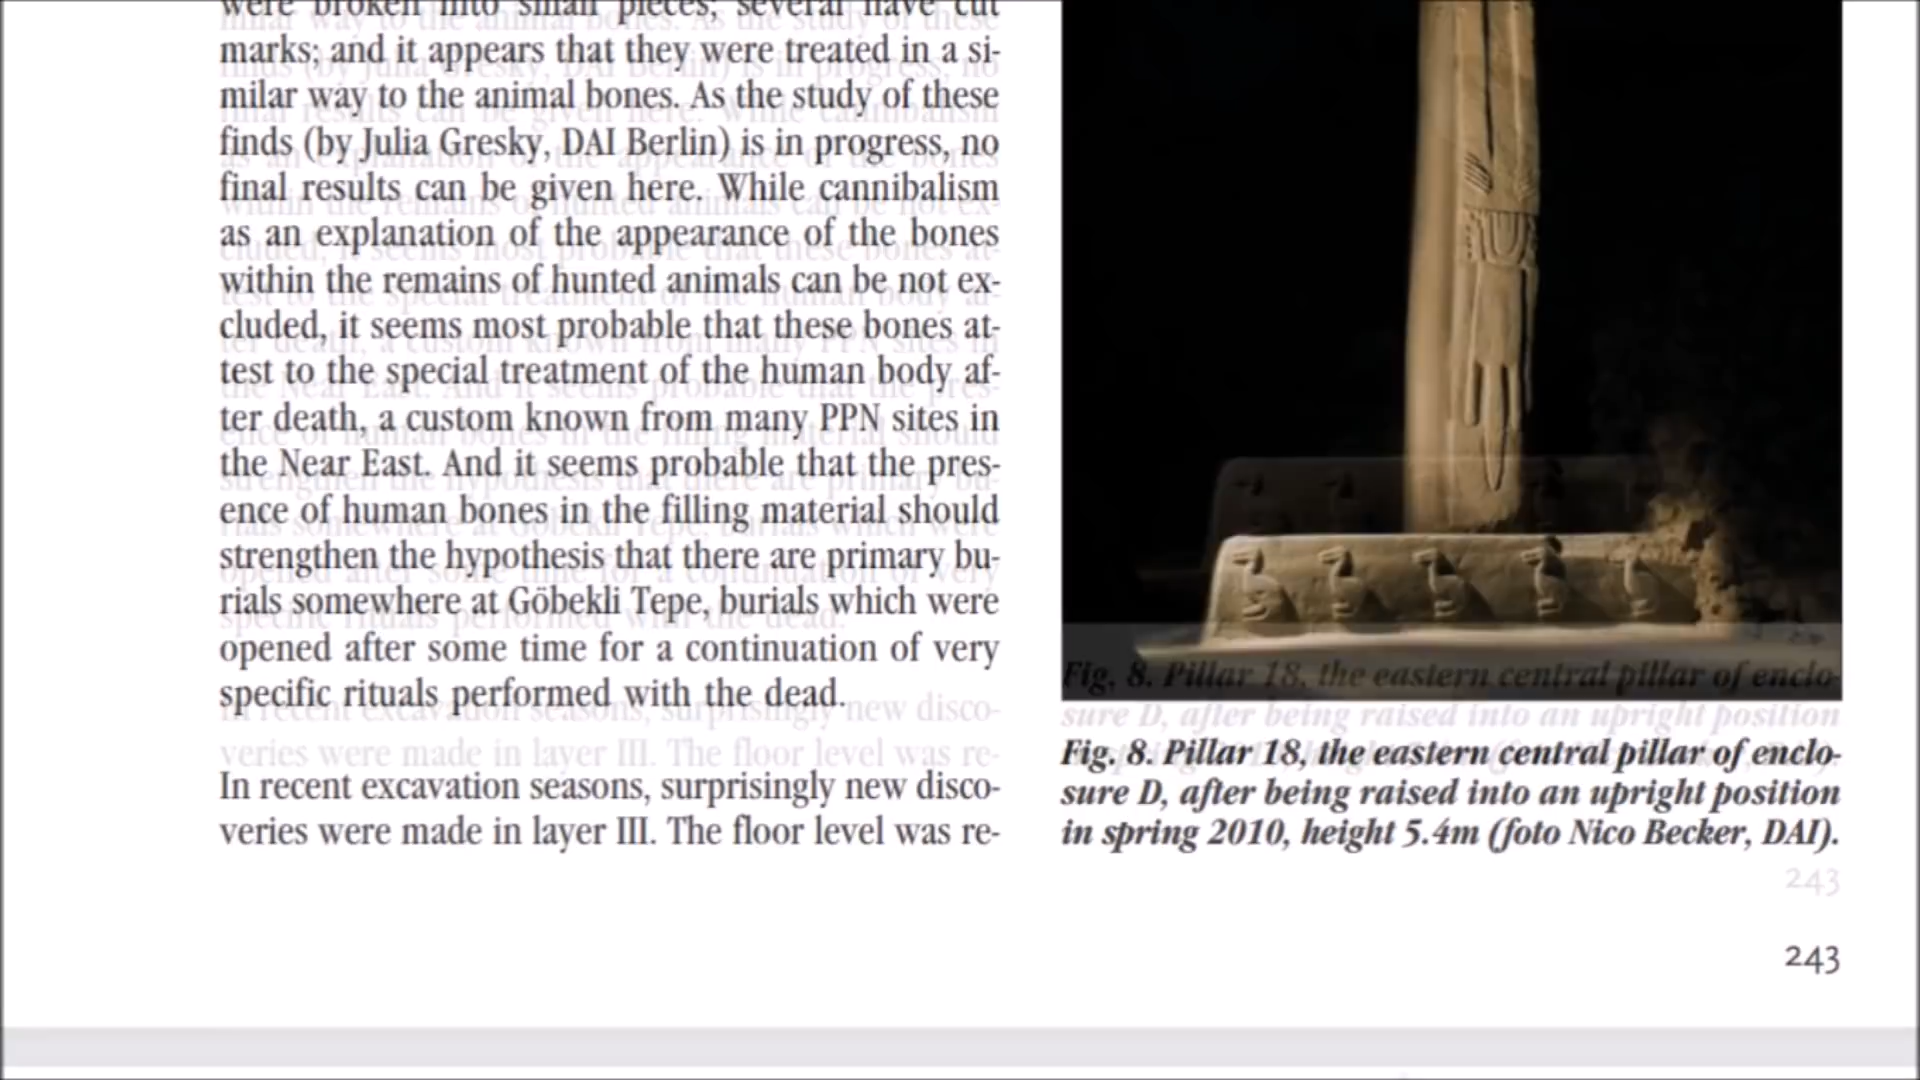 were broken into small pieces; several have cut
marks; and it appears that they were treated in a si-
milar way to the animal bones. As the study of these
finds (by Julia Gresky, DAI Berlin) is in progress, no
final results can be given here. While cannibalism
as an explanation of the appearance of the bones
within the remains of hunted animals can be not ex-
cluded, it seems most probable that these bones at-
test to the special treatment of the human body af-
ter death, a custom known from many PPN sites in
the Near East. And it seems probable that the pres-
ence of human bones in the filling material should
strengthen the hypothesis that there are primary bu-
rials somewhere at Göbekli Tepe, burials which were
opened after some time for a continuation of very
specific rituals performed with the dead.
In recent excavation seasons, surprisingly new disco-
veries were made in layer III. The floor level was re-
Fig. 8. Pillar 18, the eastern central pillar of enclo-
sure D, after being raised into an upright position
in spring 2010, height 5.4m (foto Nico Becker, DAI).
243